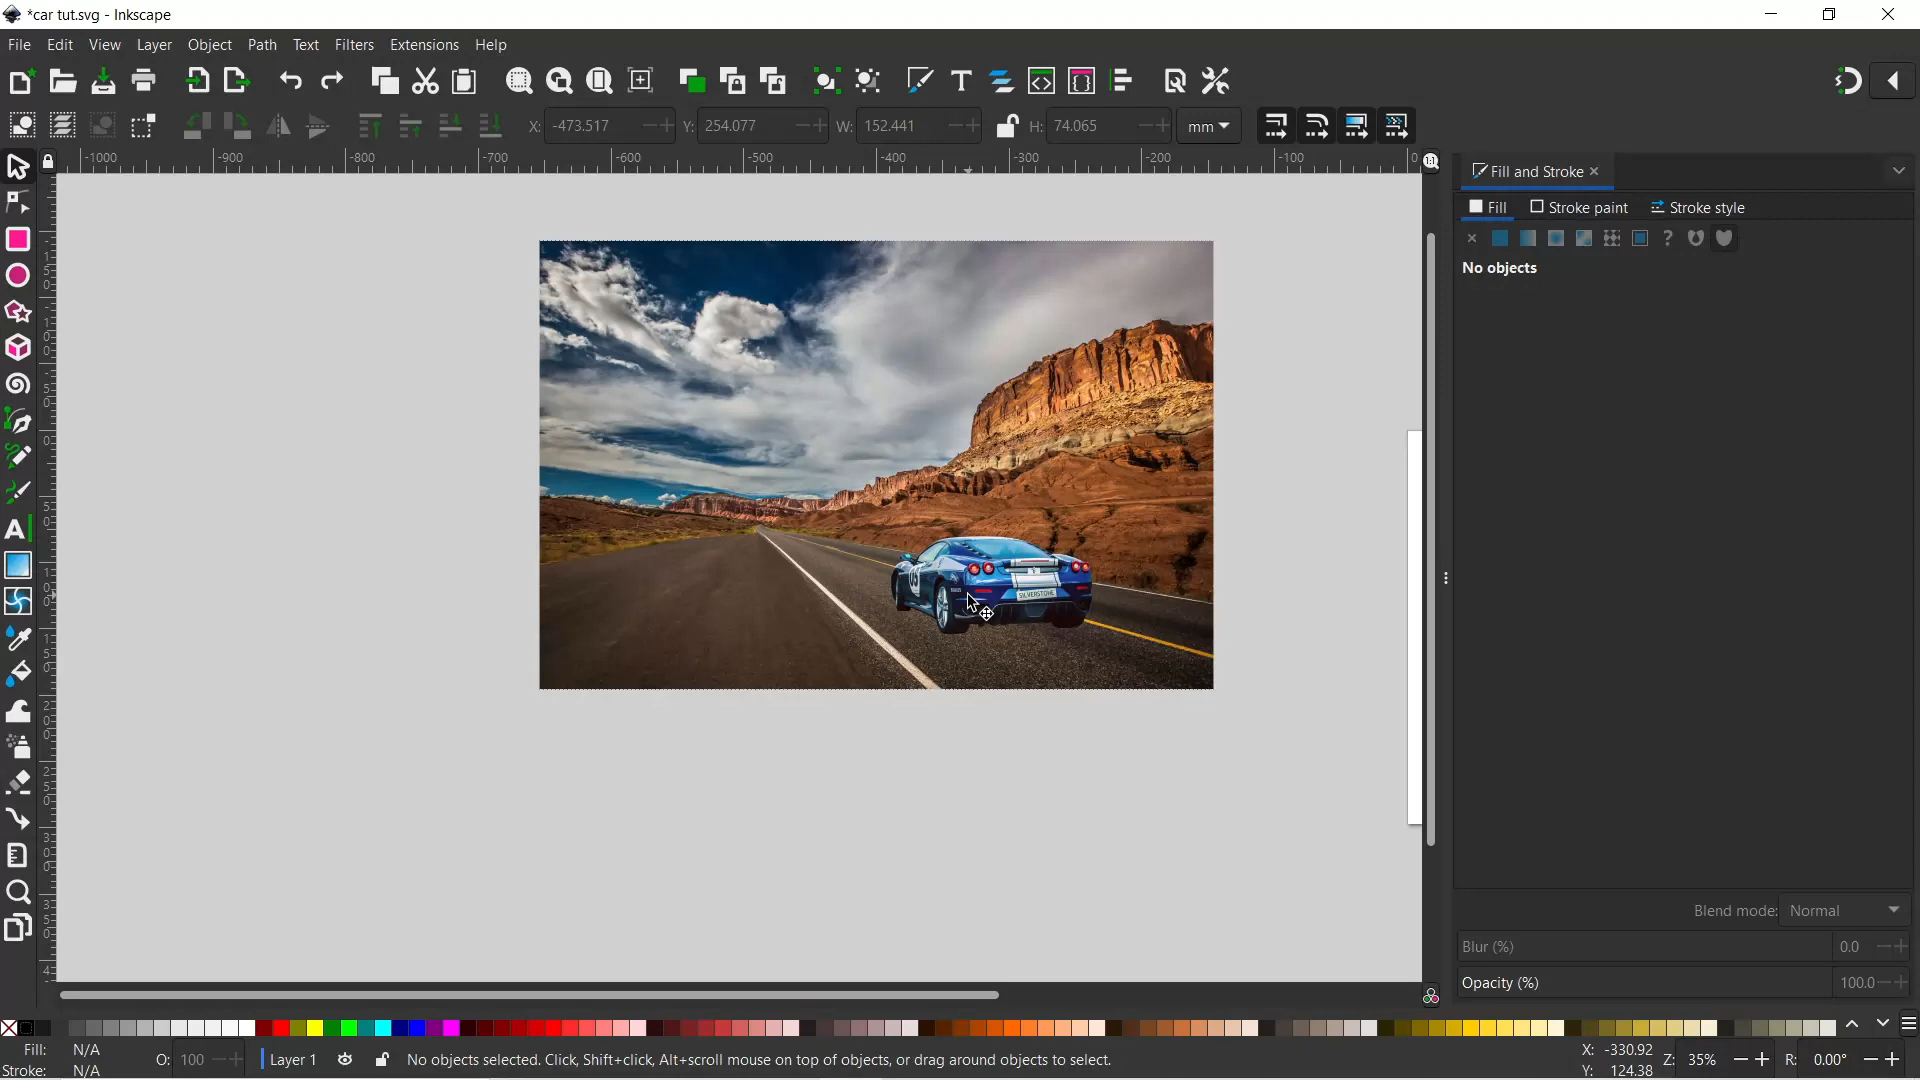 *car tut.svg - Inkscape
File Edit View Layer Object Path Text Filters Extensions Help
X: -473.517 Y: 254.077 W: 152.441 H: 74.065 mm
-1000 -900 -800 -700 -600 -500 -400 -300 -200 -100 0
1:1
Fill and Stroke
Fill Stroke paint Stroke style
?
No objects
A
SILVERSTONE
Blend mode: Normal
Blur (%) 0.0
Opacity (%) 100.0
Fill: N/A
Stroke: N/A
O: 100
Layer 1
No objects selected. Click, Shift+click, Alt+scroll mouse on top of objects, or drag around objects to select.
X: -330.92
Y: 124.38
Z: 35%
R: 0.00°